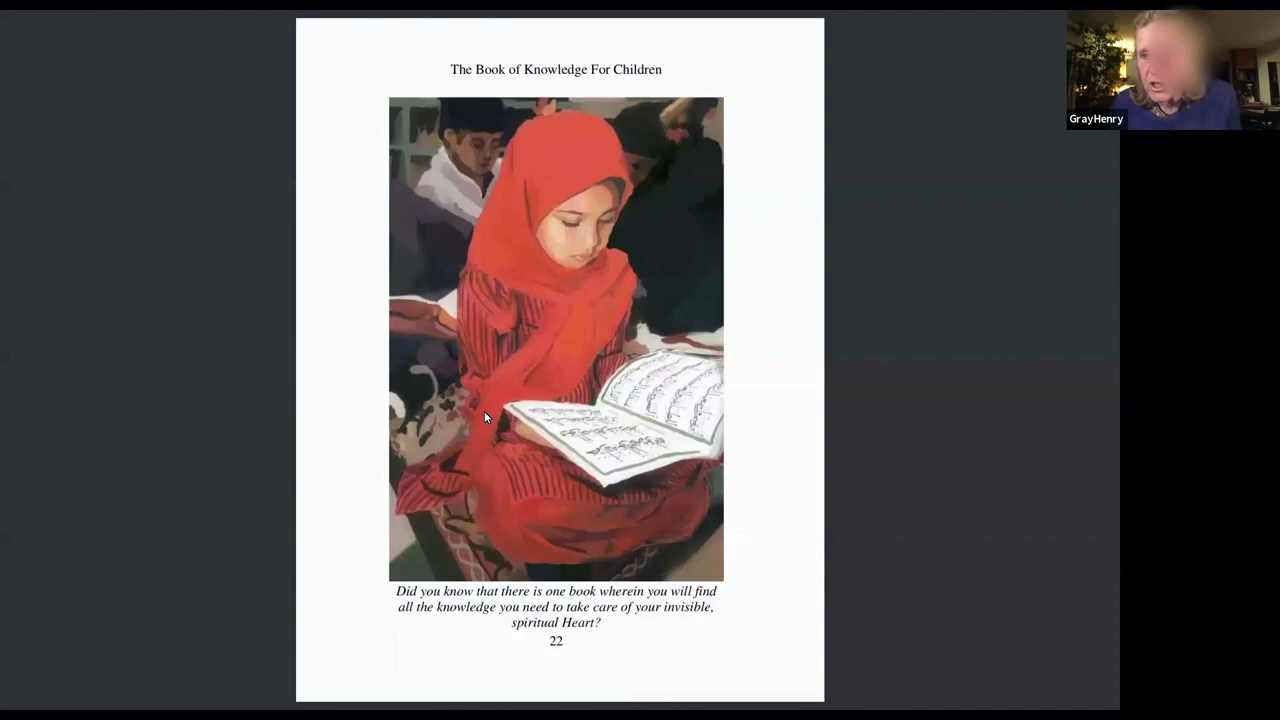 The Book of Knowledge For Children
GrayHenry
Did you know that there is one book wherein you will find
all the knowledge you need to take care of your invisible,
spiritual Heart?
22